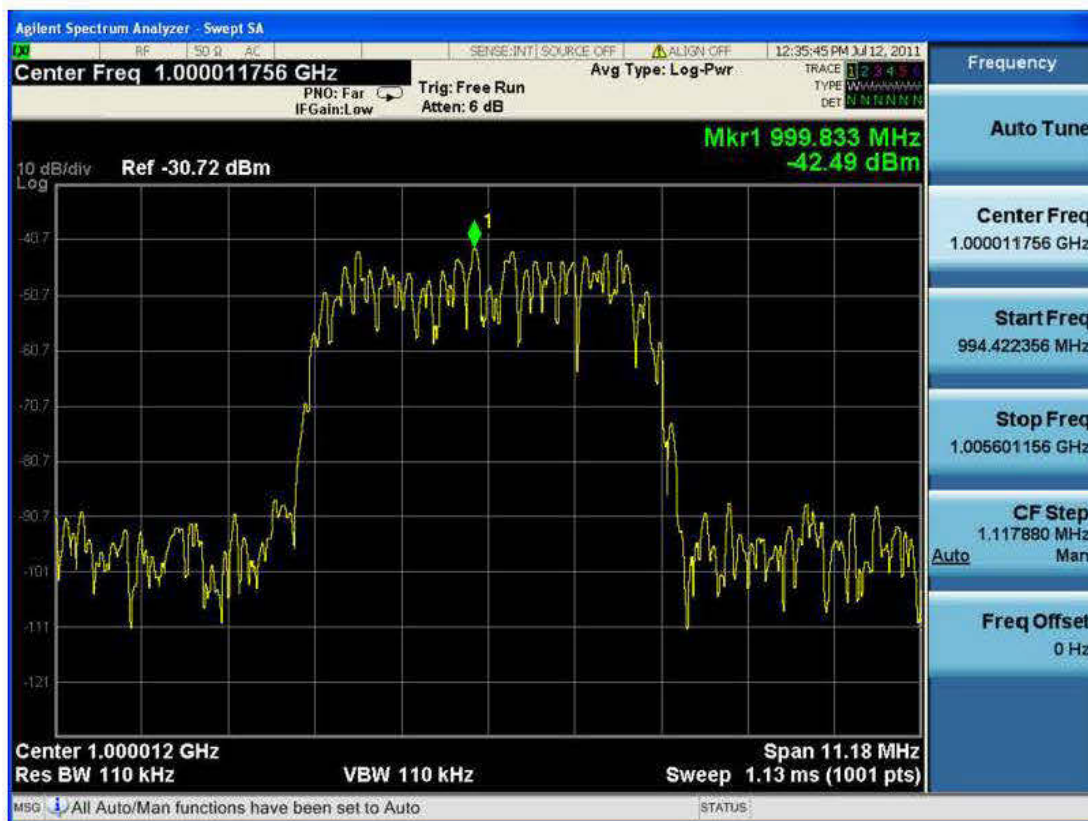 Agilent Spectrum Analyzer - Swept SA
RF 50 Ω AC SENSE:INT SOURCE OFF ALIGN OFF 12:35:45 PM Jul 12, 2011
Center Freq 1.000011756 GHz
PNO: Far
IFGain:Low
Trig: Free Run
Atten: 6 dB
Avg Type: Log-Pwr
TRACE 1 2 3 4 5 6
TYPE
DET N N N N N N
Mkr1 999.833 MHz
-42.49 dBm
10 dB/div Ref -30.72 dBm
Log
1
-40.7
-50.7
-60.7
-70.7
-80.7
-90.7
-101
-111
-121
Center 1.000012 GHz Span 11.18 MHz
Res BW 110 kHz VBW 110 kHz Sweep 1.13 ms (1001 pts)
MSG All Auto/Man functions have been set to Auto STATUS
Frequency
Auto Tune
Center Freq
1.000011756 GHz
Start Freq
994.422356 MHz
Stop Freq
1.005601156 GHz
CF Step
1.117880 MHz
Auto Man
Freq Offset
0 Hz